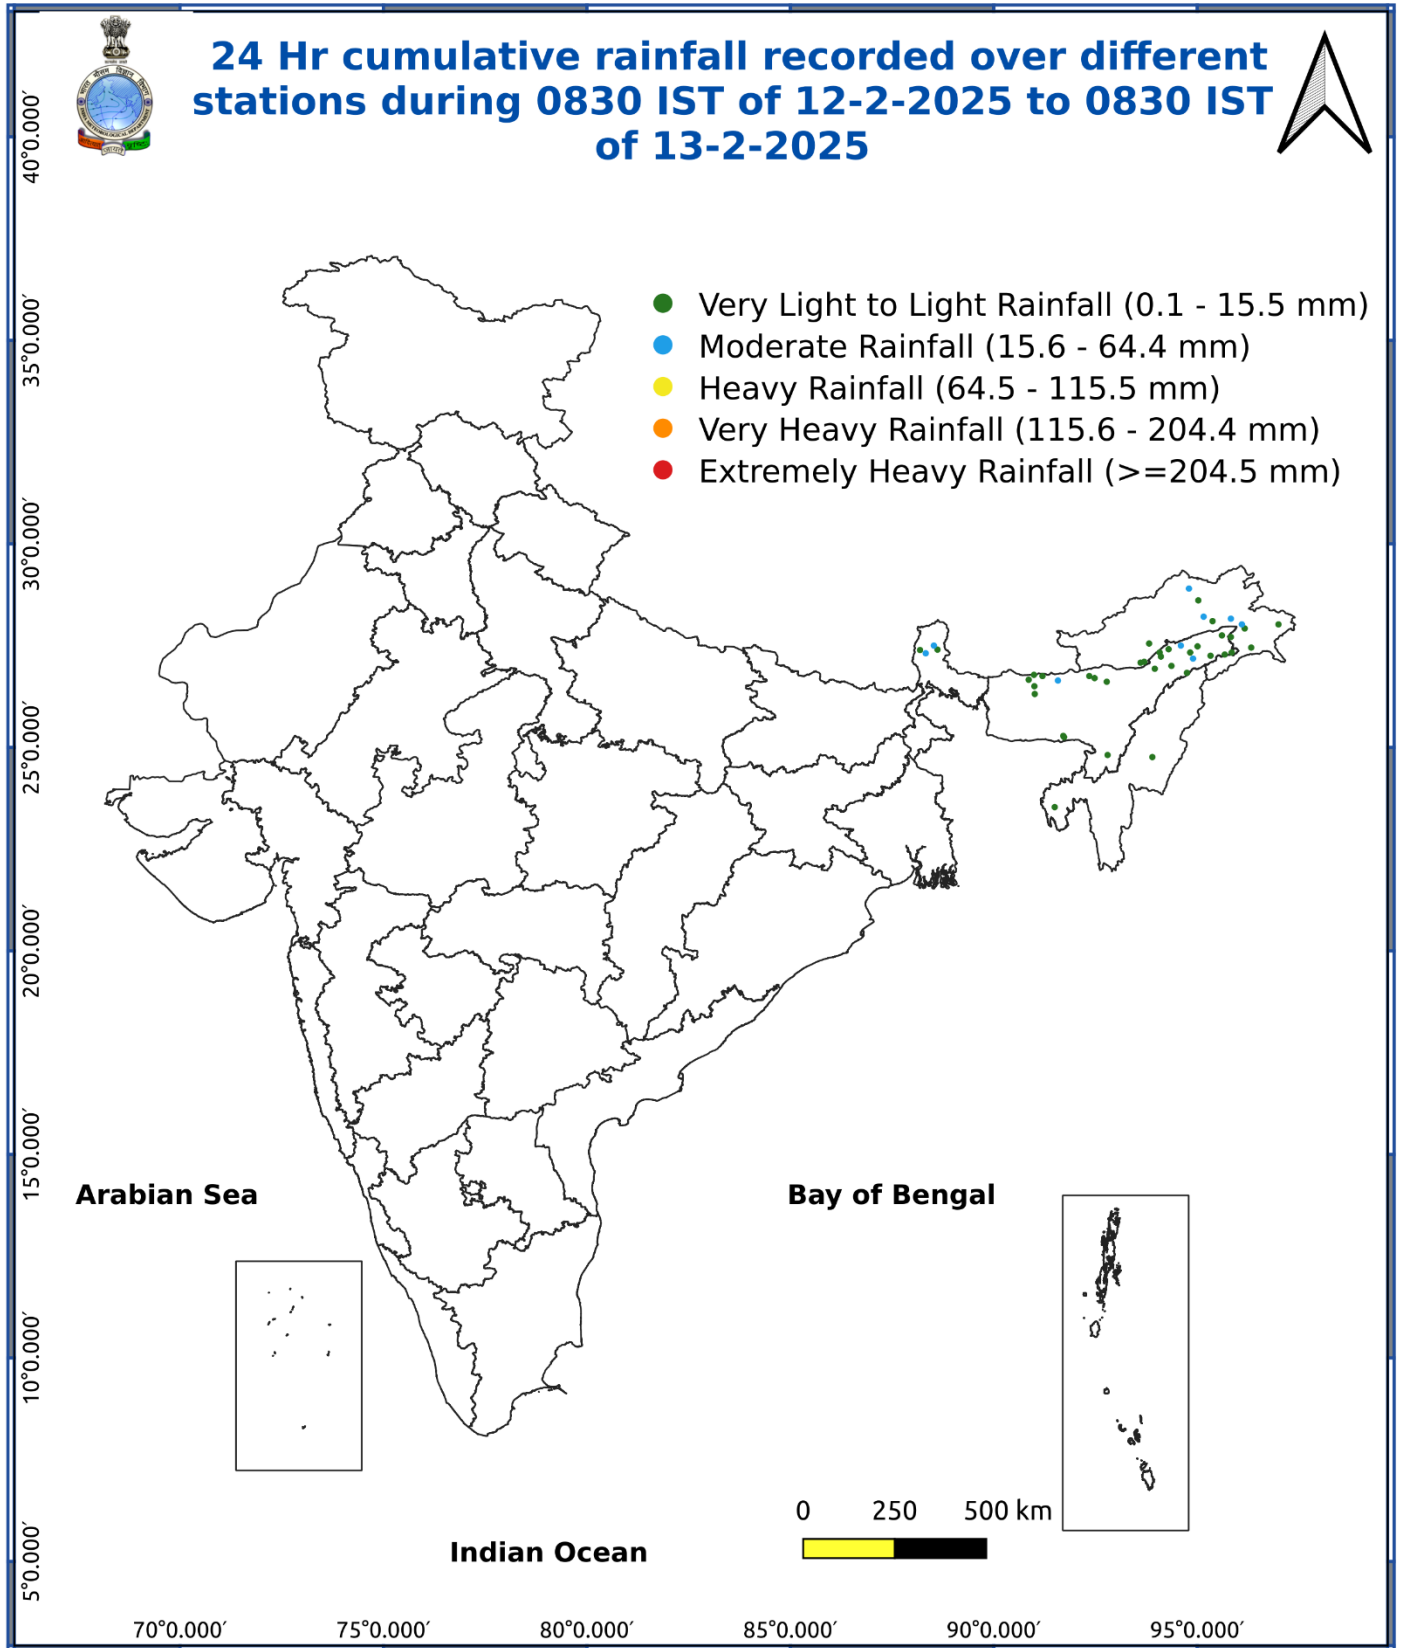 24 Hr cumulative rainfall recorded over different
stations during 0830 IST of 12-2-2025 to 0830 IST
of 13-2-2025
Very Light to Light Rainfall (0.1 - 15.5 mm)
Moderate Rainfall (15.6 - 64.4 mm)
Heavy Rainfall (64.5 - 115.5 mm)
Very Heavy Rainfall (115.6 - 204.4 mm)
Extremely Heavy Rainfall (>=204.5 mm)
40°0.000′
35°0.000′
30°0.000′
25°0.000′
20°0.000′
15°0.000′
10°0.000′
5°0.000′
Arabian Sea
Bay of Bengal
Indian Ocean
0 250 500 km
70°0.000′ 75°0.000′ 80°0.000′ 85°0.000′ 90°0.000′ 95°0.000′